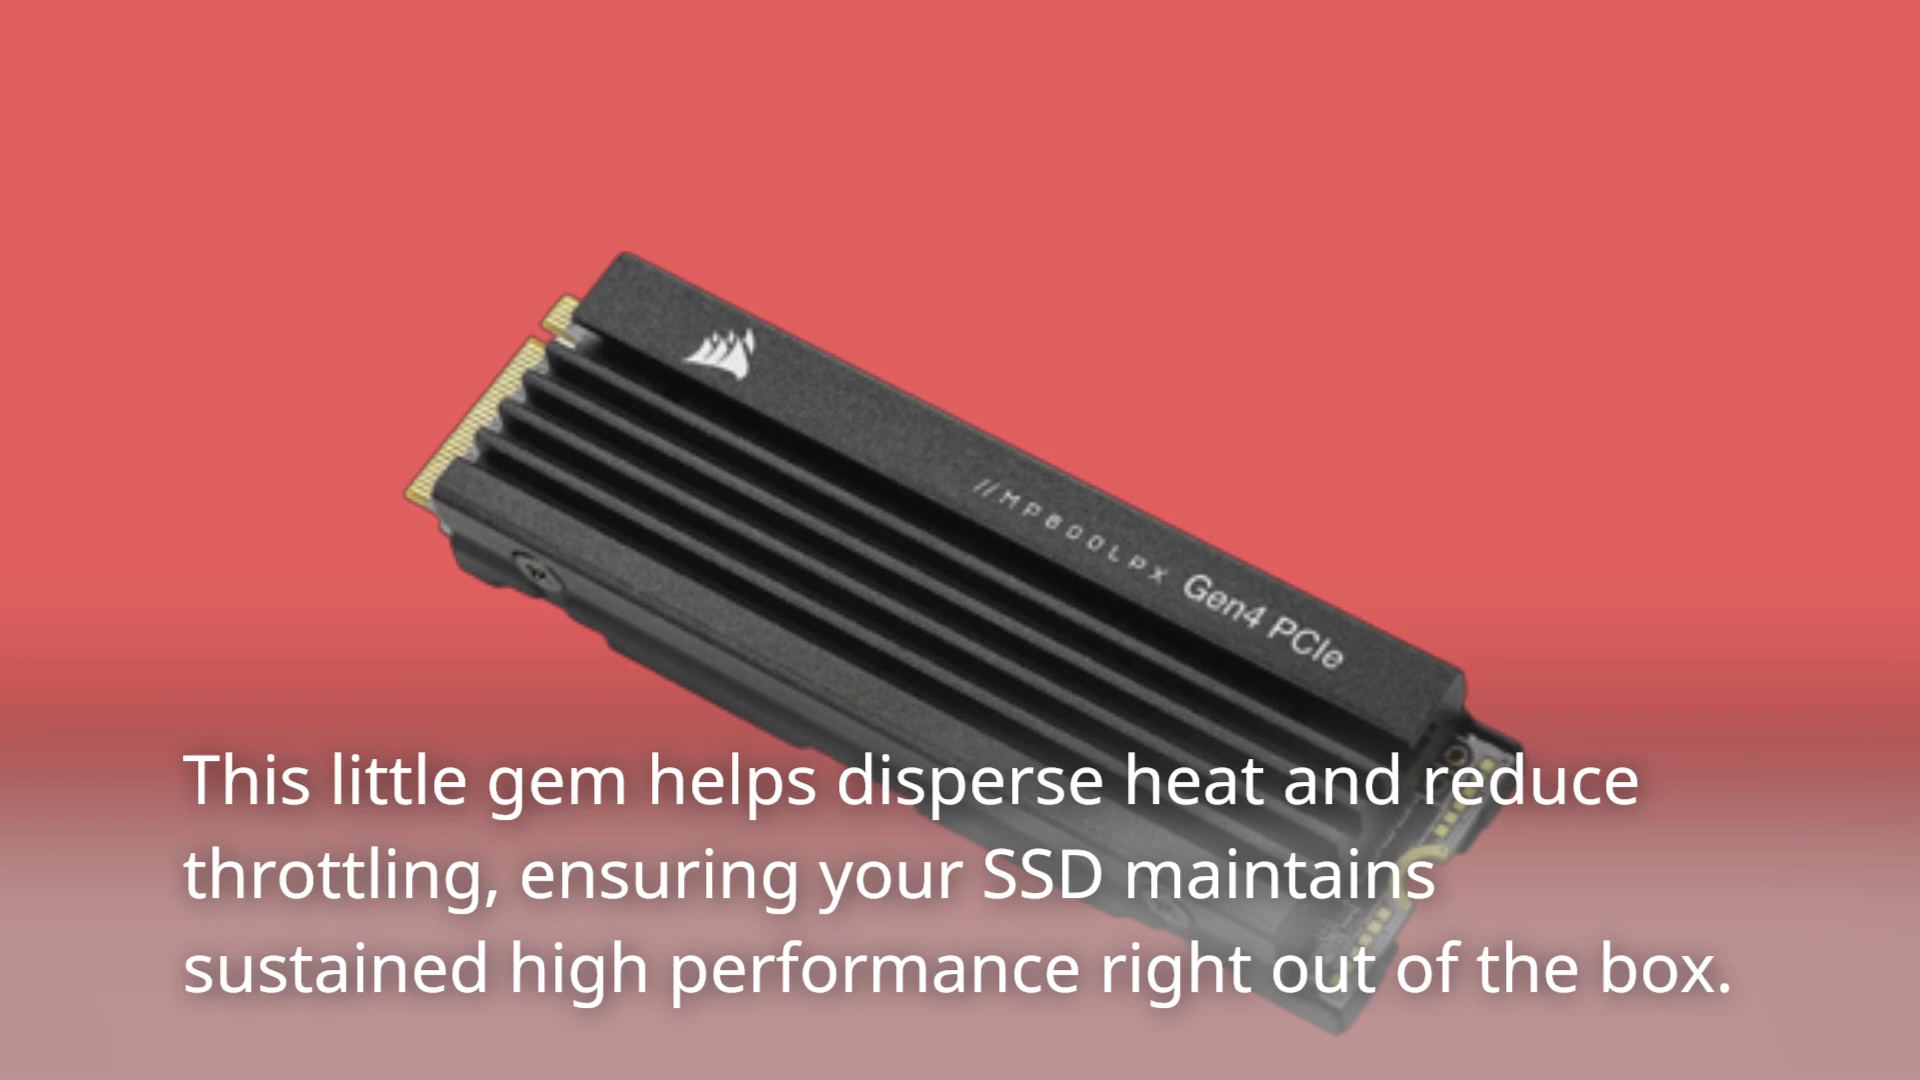 //MP600LPX Gen4 PCIe
This little gem helps disperse heat and reduce
throttling, ensuring your SSD maintains
sustained high performance right out of the box.